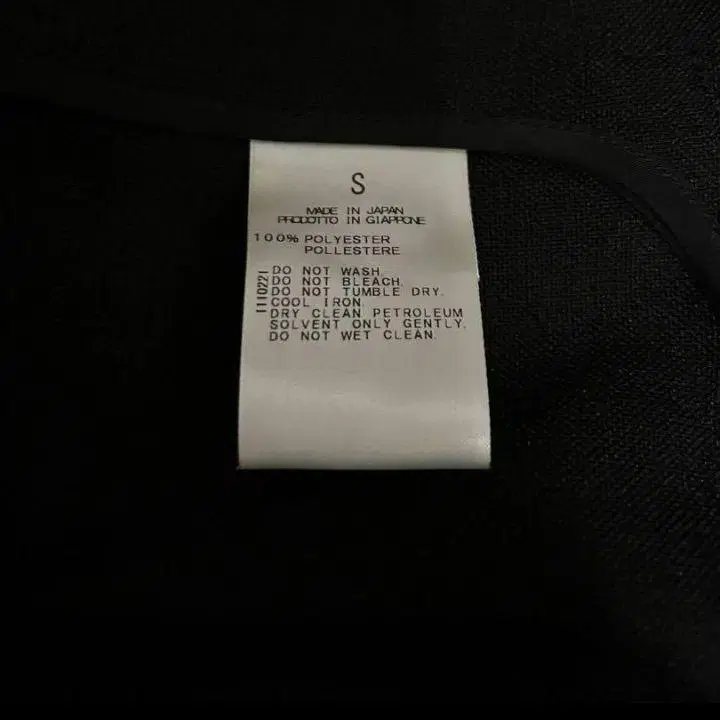 S
MADE IN JAPAN
PRODOTTO IN GIAPPONE
100% POLYESTER
POLLESTERE
1110221
DO NOT WASH.
DO NOT BLEACH.
DO NOT TUMBLE DRY.
COOL IRON.
DRY CLEAN PETROLEUM
SOLVENT ONLY GENTLY.
DO NOT WET CLEAN.